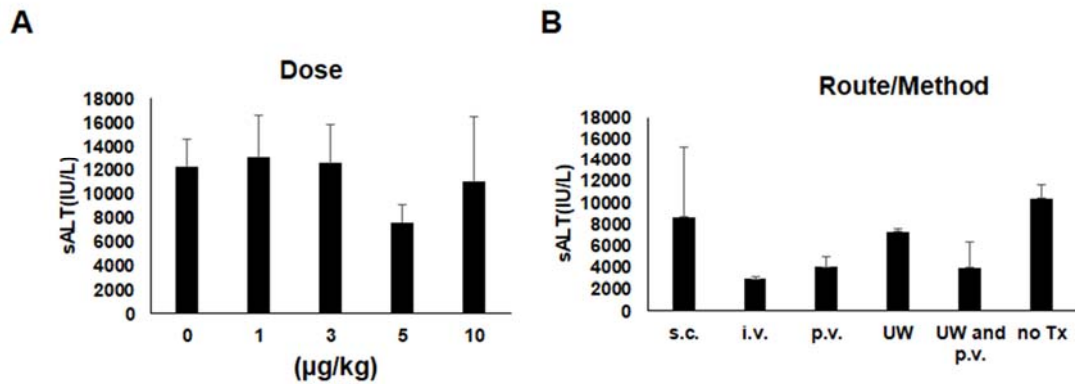 A
Dose
sALT(IU/L)
18000
16000
14000
12000
10000
8000
6000
4000
2000
0
0 1 3 5 10
(µg/kg)
B
Route/Method
sALT(IU/L)
18000
16000
14000
12000
10000
8000
6000
4000
2000
0
s.c. i.v. p.v. UW UW and no Tx
p.v.